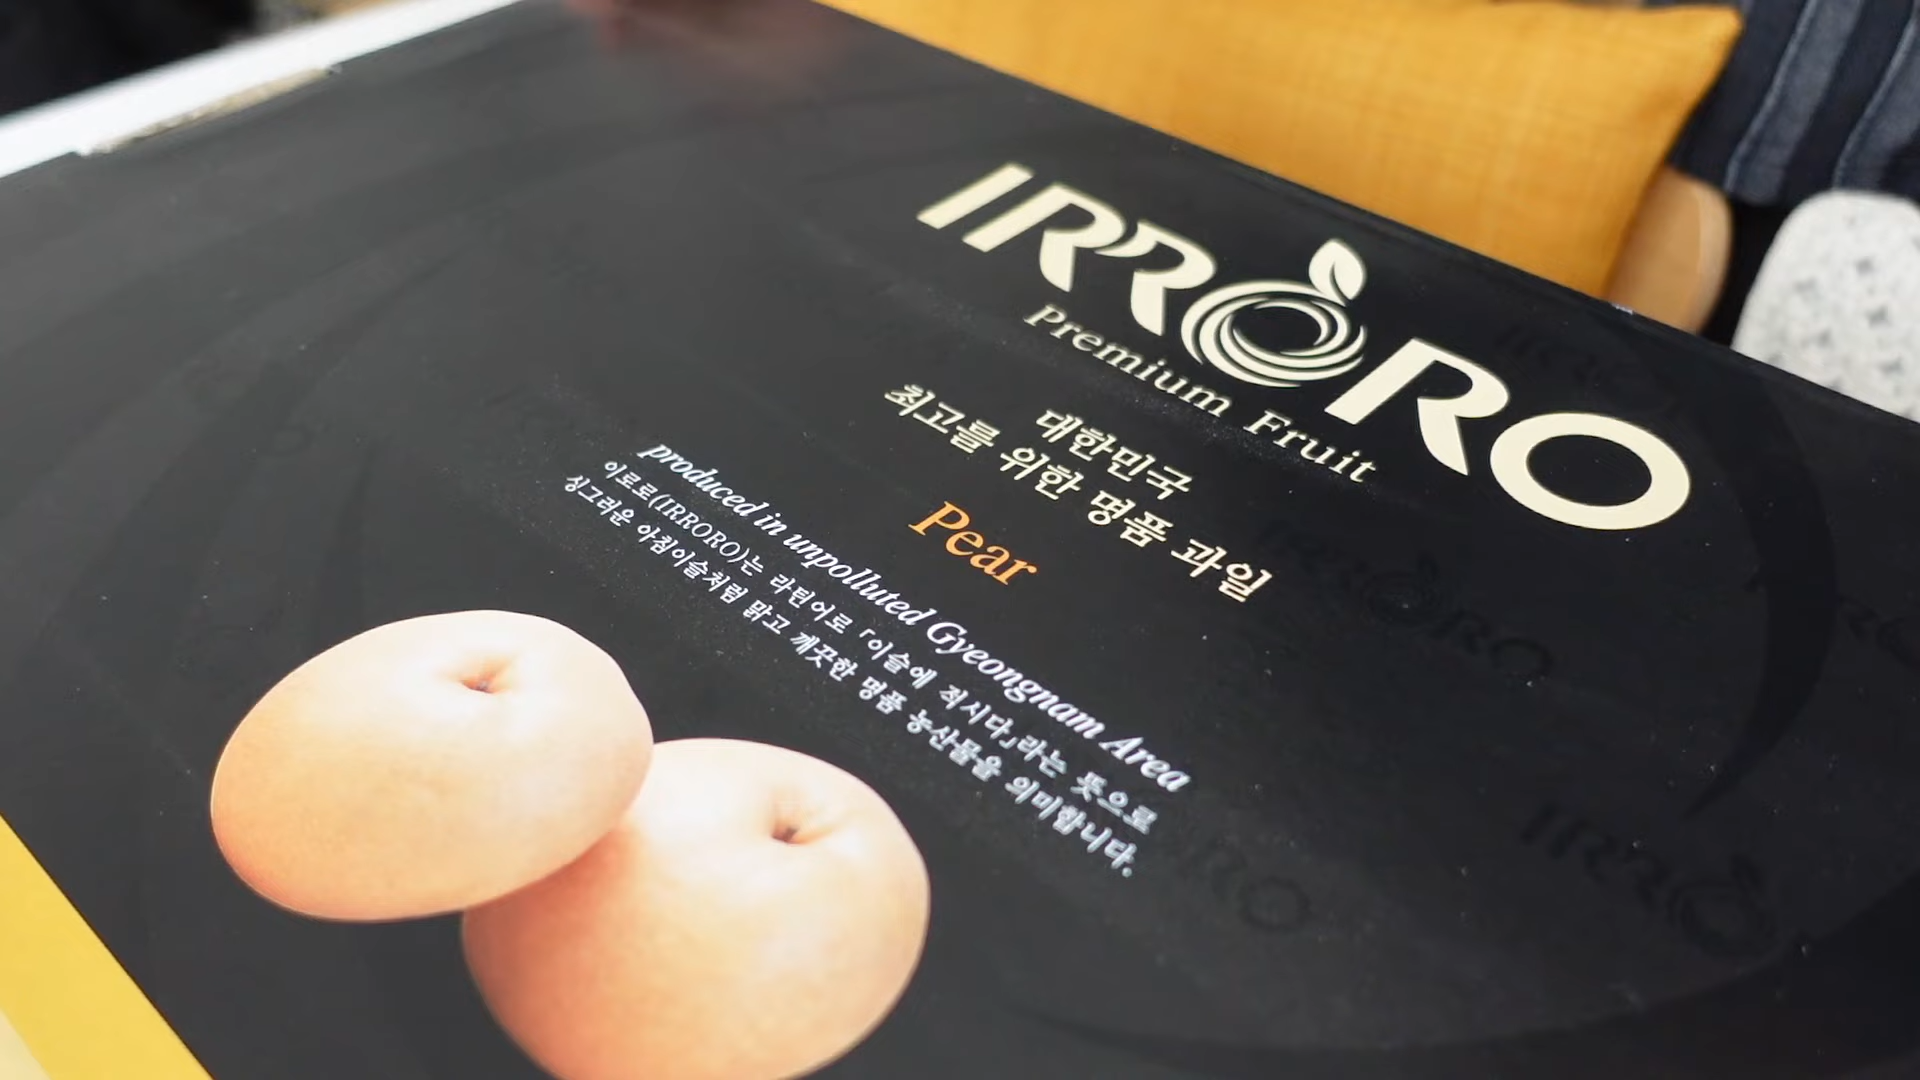 IRRORO
Premium Fruit
대한민국
최고를 위한 명품 과일
Pear
produced in unpolluted Gyeongnam Area
이로로(IRRORO)는 라틴어로 「이슬에 적시다」라는 뜻으로
싱그러운 아침이슬처럼 맑고 깨끗한 명품 농산물을 의미합니다.